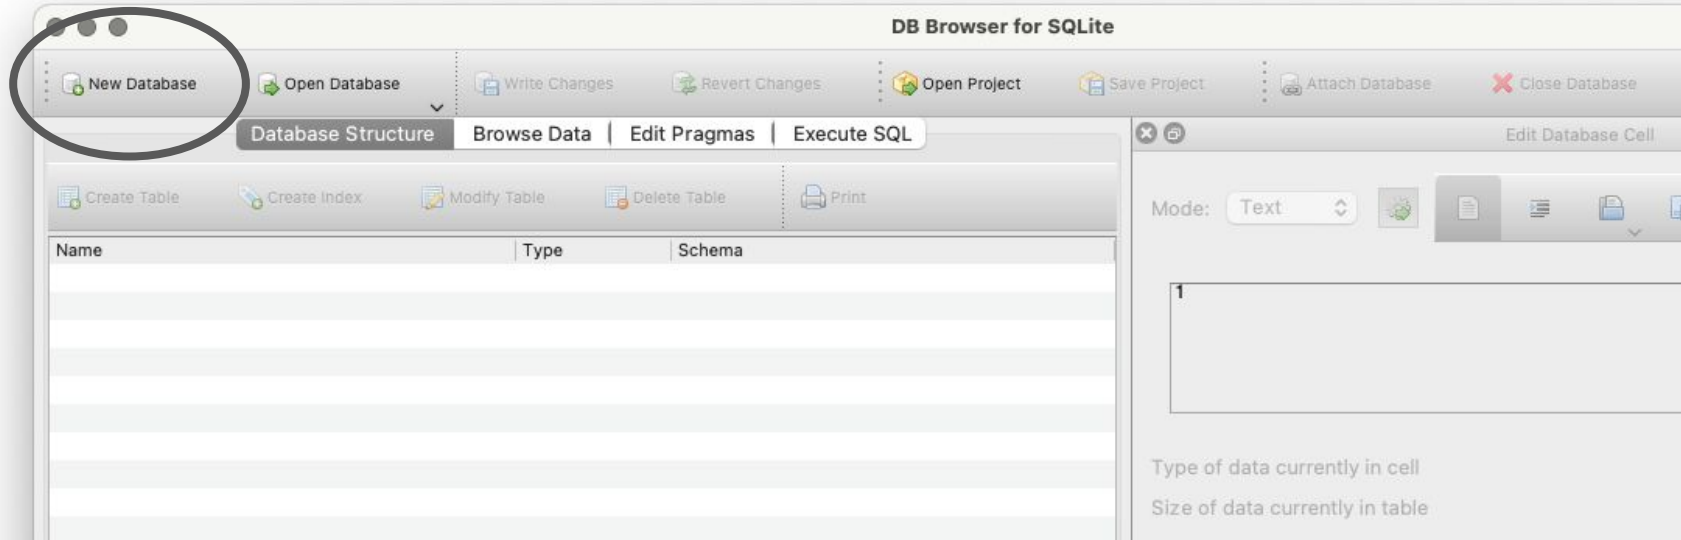 DB Browser for SQLite
New Database Open Database Write Changes Revert Changes Open Project Save Project Attach Database Close Database
Database Structure Browse Data Edit Pragmas Execute SQL
Edit Database Cell
Create Table Create Index Modify Table Delete Table Print
Mode: Text
Name Type Schema
1
Type of data currently in cell
Size of data currently in table